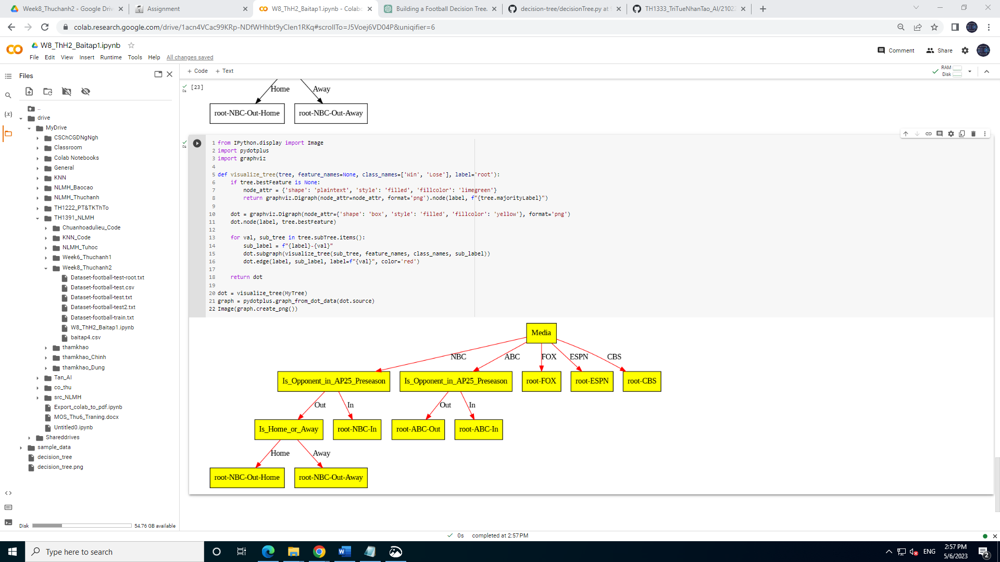 Week8_Thuchanh2 - Google Driv
Assignment
W8_ThH2_Baitap1.ipynb - Colabo
Building a Football Decision Tree.
decision-tree/decisionTree.py at
TH1333_TriTueNhanTao_AI/21022
colab.research.google.com/drive/1acn4VCac99KRp-NDfWHhbt9yClen1RKq#scrollTo=J5Voej6VD04P&uniqifier=6
W8_ThH2_Baitap1.ipynb
File Edit View Insert Runtime Tools Help All changes saved
Comment Share
Files
+ Code + Text
RAM
Disk
..
drive
MyDrive
CSChCGDNgNgh
Classroom
Colab Notebooks
General
KNN
NLMH_Baocao
NLMH_Thuchanh
TH1222_PT&TKThTo
TH1391_NLMH
Chuanhoadulieu_Code
KNN_Code
NLMH_Tuhoc
Week6_Thuchanh1
Week8_Thuchanh2
Dataset-football-test-root.txt
Dataset-football-test.csv
Dataset-football-test.txt
Dataset-football-test2.txt
Dataset-football-train.txt
W8_ThH2_Baitap1.ipynb
baitap4.csv
thamkhao
thamkhao_Chinh
thamkhao_Dung
Tan_AI
co_thu
src_NLMH
Export_colab_to_pdf.ipynb
MOS_Thu6_Traning.docx
Untitled0.ipynb
Shareddrives
sample_data
decision_tree
decision_tree.png
Disk 54.76 GB available
0s [23]
Home Away
root-NBC-Out-Home root-NBC-Out-Away
0s
1 from IPython.display import Image
2 import pydotplus
3 import graphviz
4
5 def visualize_tree(tree, feature_names=None, class_names=['Win', 'Lose'], label='root'):
6 if tree.bestFeature is None:
7 node_attr = {'shape': 'plaintext', 'style': 'filled', 'fillcolor': 'limegreen'}
8 return graphviz.Digraph(node_attr=node_attr, format='png').node(label, f"{tree.majorityLabel}")
9
10 dot = graphviz.Digraph(node_attr={'shape': 'box', 'style': 'filled', 'fillcolor': 'yellow'}, format='png')
11 dot.node(label, tree.bestFeature)
12
13 for val, sub_tree in tree.subTree.items():
14 sub_label = f"{label}-{val}"
15 dot.subgraph(visualize_tree(sub_tree, feature_names, class_names, sub_label))
16 dot.edge(label, sub_label, label=f"{val}", color='red')
17
18 return dot
19
20 dot = visualize_tree(MyTree)
21 graph = pydotplus.graph_from_dot_data(dot.source)
22 Image(graph.create_png())
Media
NBC ABC FOX ESPN CBS
Is_Opponent_in_AP25_Preseason Is_Opponent_in_AP25_Preseason root-FOX root-ESPN root-CBS
Out In Out In
Is_Home_or_Away root-NBC-In root-ABC-Out root-ABC-In
Home Away
root-NBC-Out-Home root-NBC-Out-Away
0s completed at 2:57 PM
Type here to search
ENG
2:57 PM
5/6/2023
2